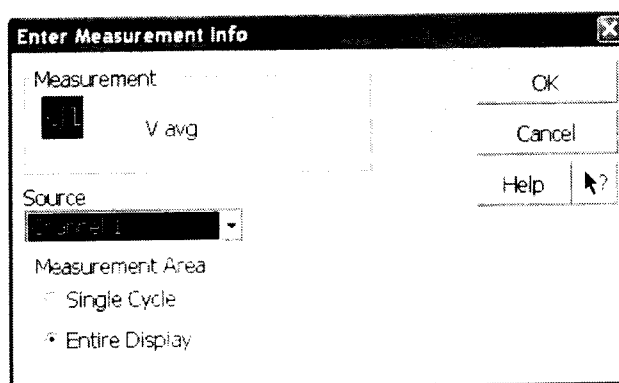 Enter Measurement Info
Measurement
V avg
OK
Cancel
Help
?
Source
Channel 1
Measurement Area
Single Cycle
Entire Display